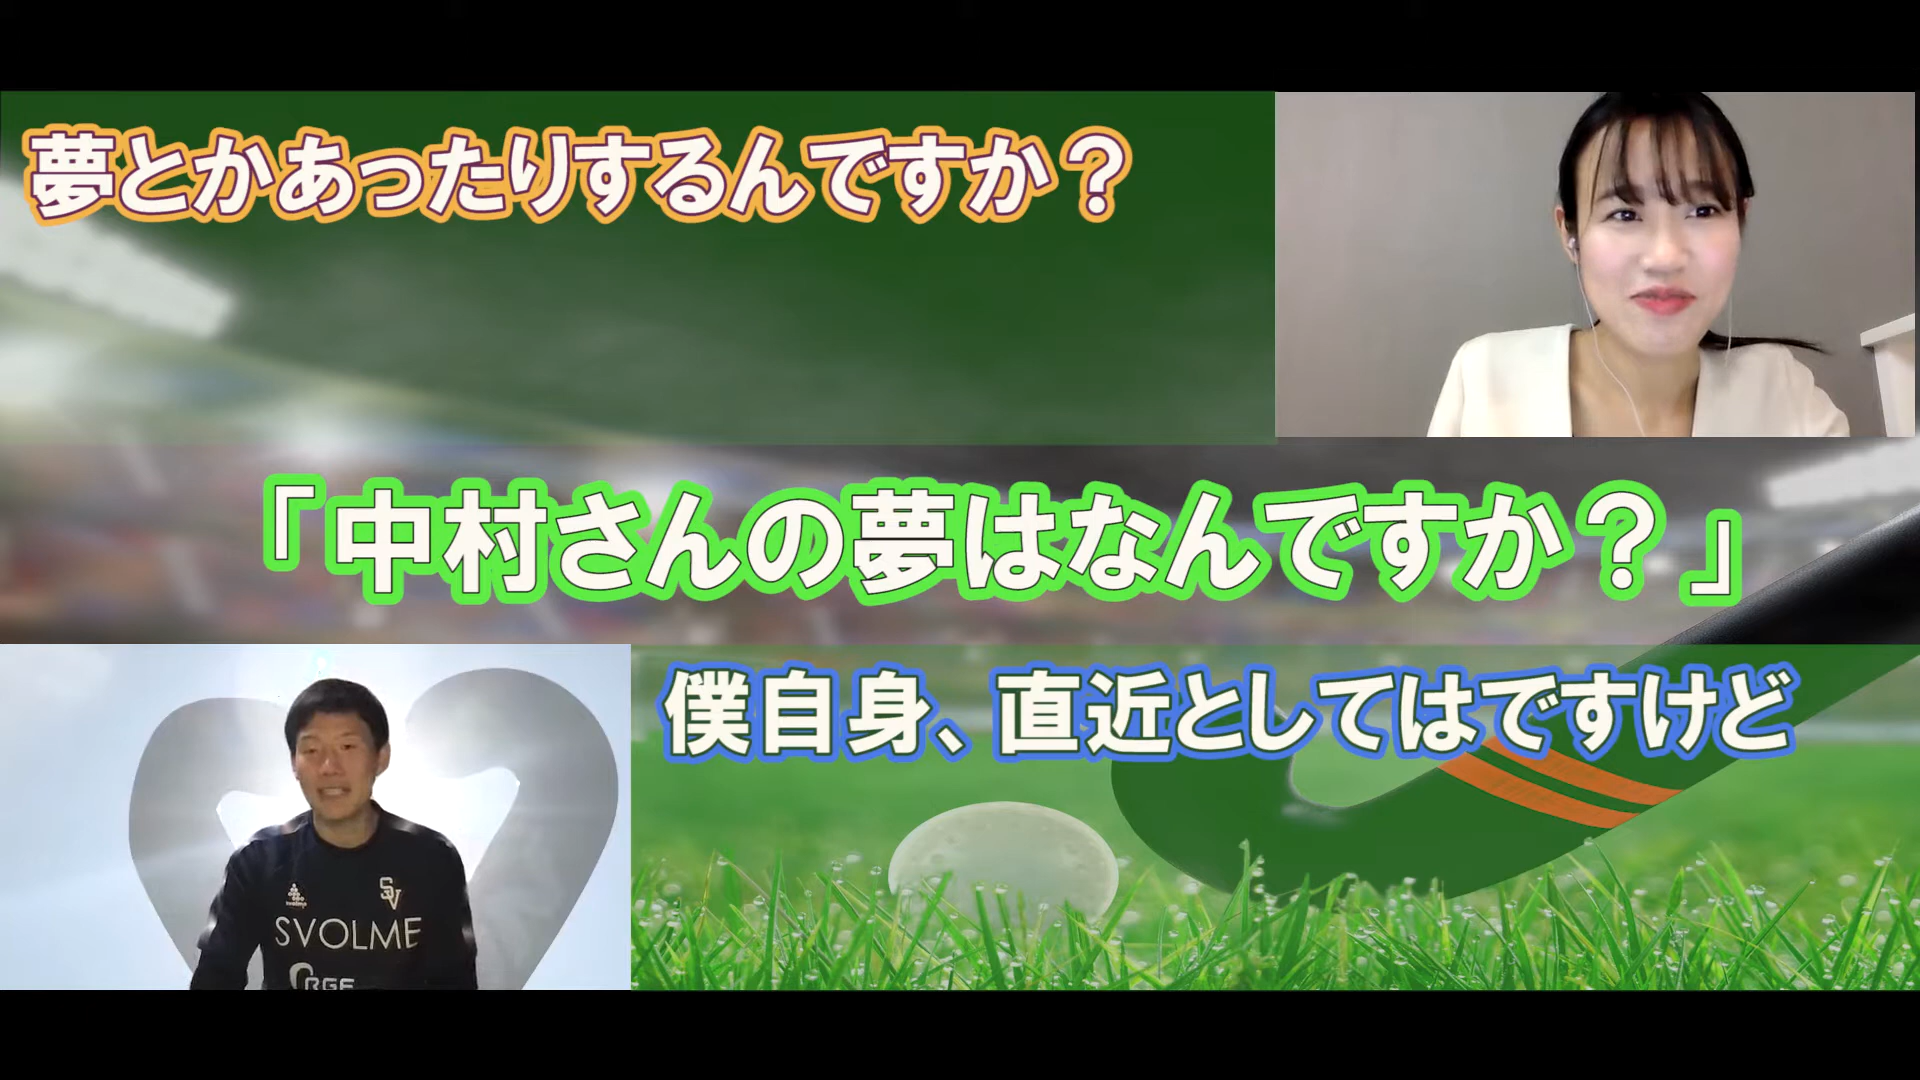 夢とかあったりするんですか？
「中村さんの夢はなんですか？」
僕自身、直近としてはですけど
SV
svolme
SVOLME